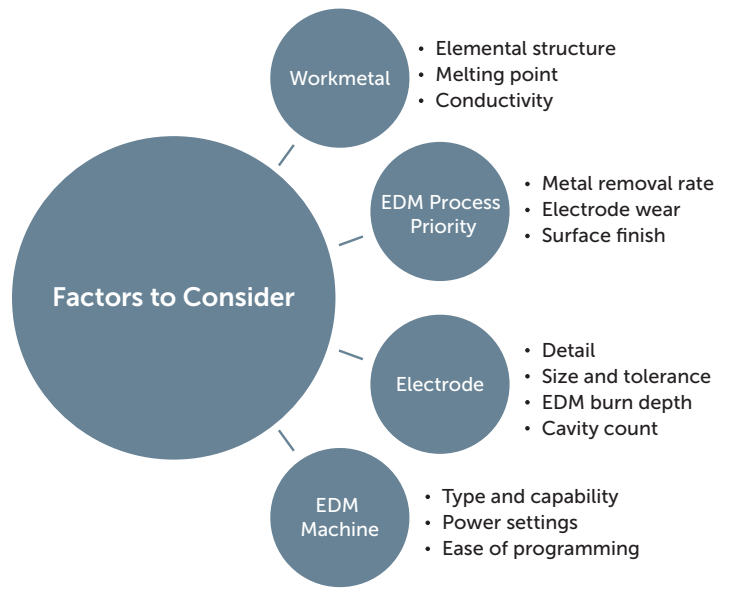 Factors to Consider
Workmetal
• Elemental structure
• Melting point
• Conductivity
EDM Process
Priority
• Metal removal rate
• Electrode wear
• Surface finish
Electrode
• Detail
• Size and tolerance
• EDM burn depth
• Cavity count
EDM
Machine
• Type and capability
• Power settings
• Ease of programming